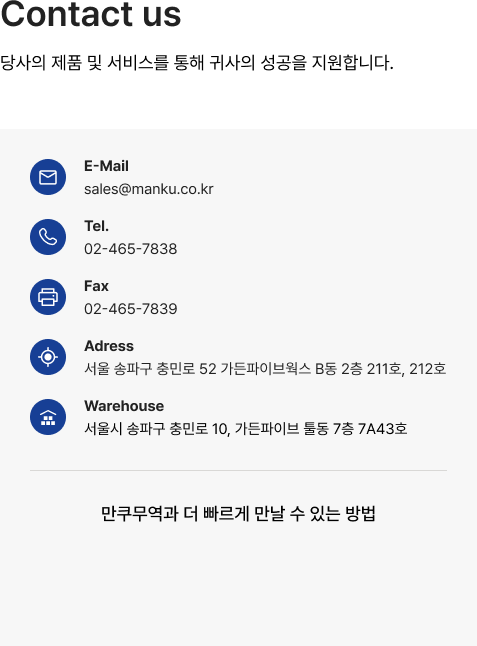 Contact us
당사의 제품 및 서비스를 통해 귀사의 성공을 지원합니다.
E-Mail
sales@manku.co.kr
Tel.
02-465-7838
Fax
02-465-7839
Adress
서울 송파구 충민로 52 가든파이브웍스 B동 2층 211호, 212호
Warehouse
서울시 송파구 충민로 10, 가든파이브 툴동 7층 7A43호
만쿠무역과 더 빠르게 만날 수 있는 방법